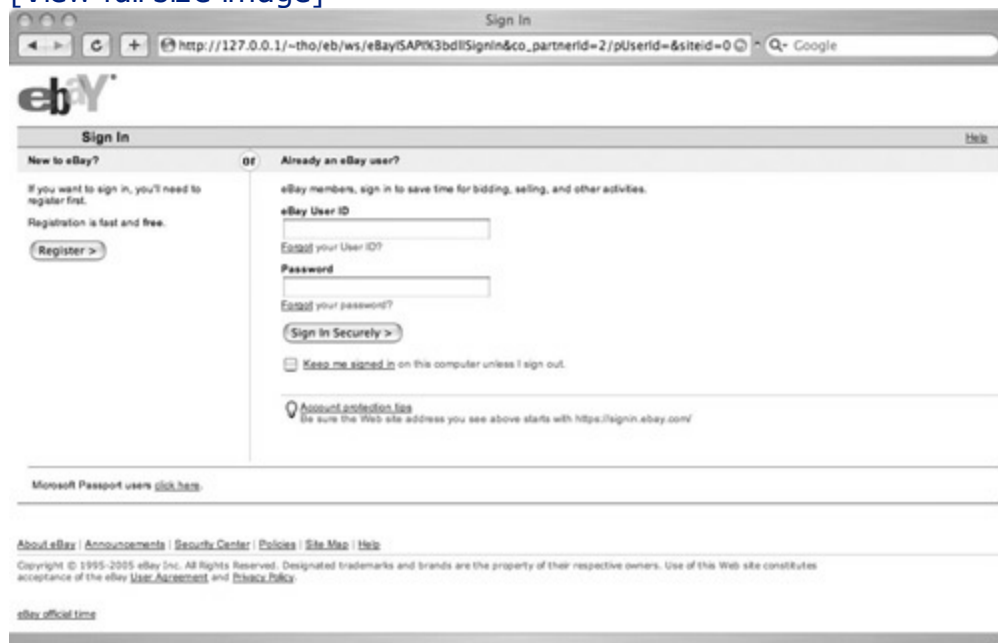 [View full size image]
Sign In
http://127.0.0.1/~tho/eb/ws/eBayISAPI%3bdllSignIn&co_partnerId=2/pUserId=&siteid=0
Google
ebY
Sign In
Help
New to eBay?
or
Already an eBay user?
If you want to sign in, you'll need to
register first.
Registration is fast and free.
Register >
eBay members, sign in to save time for bidding, selling, and other activities.
eBay User ID
Forgot your User ID?
Password
Forgot your password?
Sign In Securely >
Keep me signed in on this computer unless I sign out.
Account protection tips
Be sure the Web site address you see above starts with https://signin.ebay.com/
Microsoft Passport users click here.
About eBay | Announcements | Security Center | Policies | Site Map | Help
Copyright © 1995-2005 eBay Inc. All Rights Reserved. Designated trademarks and brands are the property of their respective owners. Use of this Web site constitutes
acceptance of the eBay User Agreement and Privacy Policy.
eBay official time